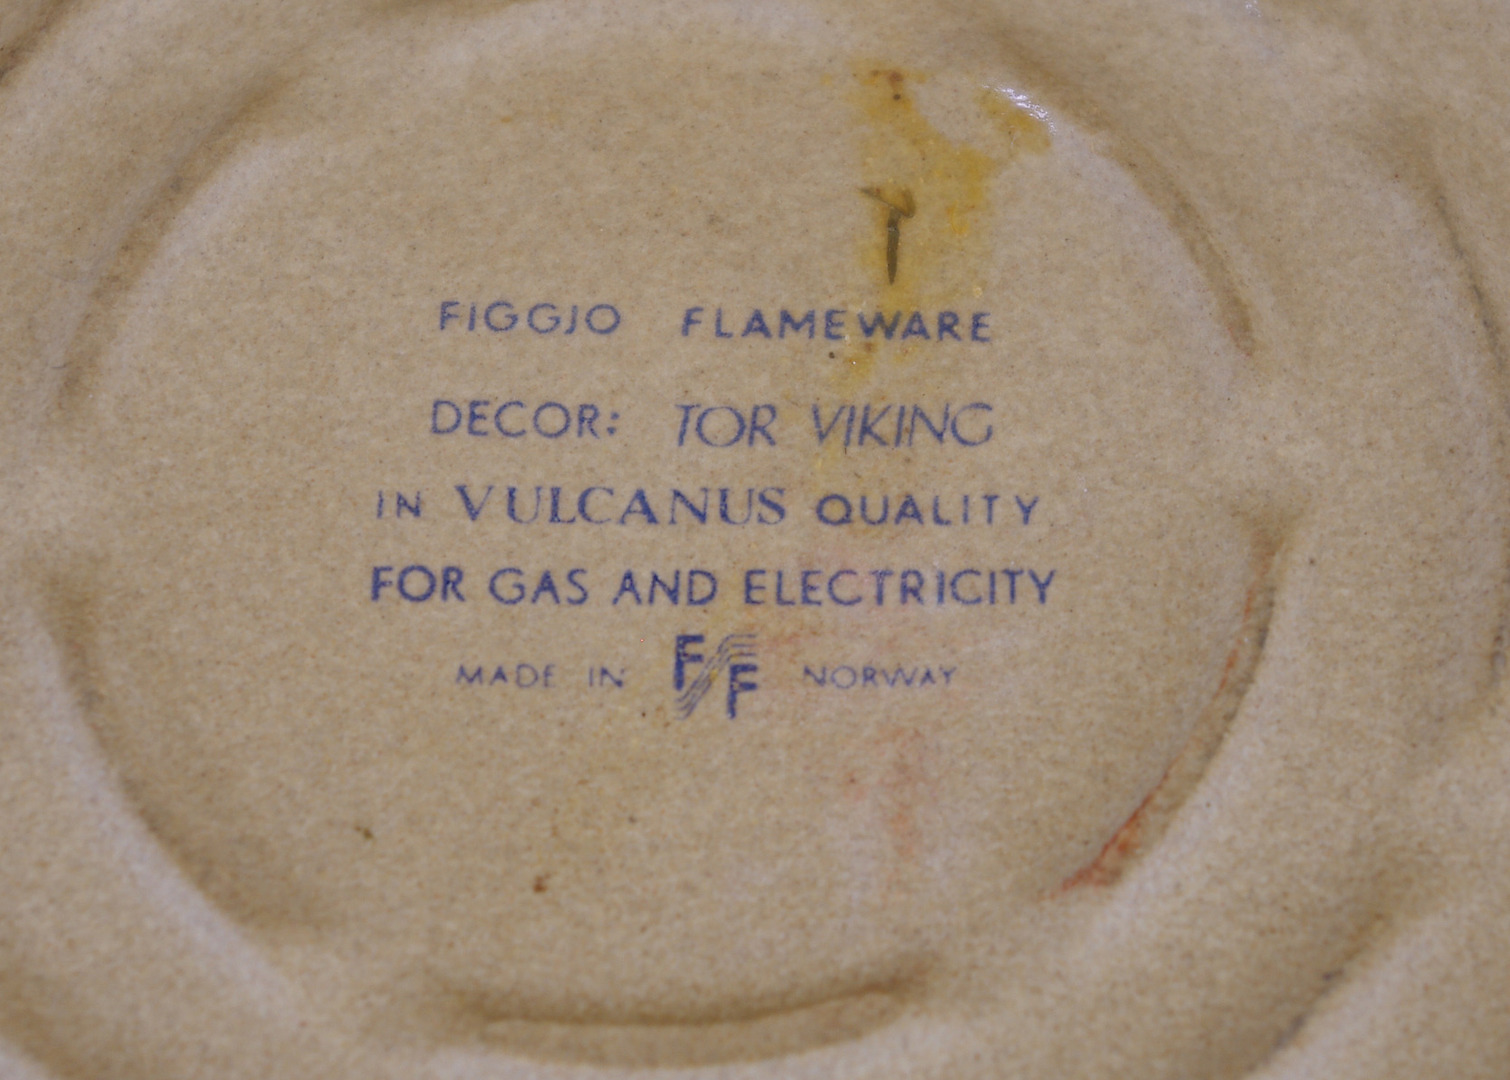 FIGGJO FLAMEWARE
DECOR: TOR VIKING
IN VULCANUS QUALITY
FOR GAS AND ELECTRICITY
MADE IN FF NORWAY